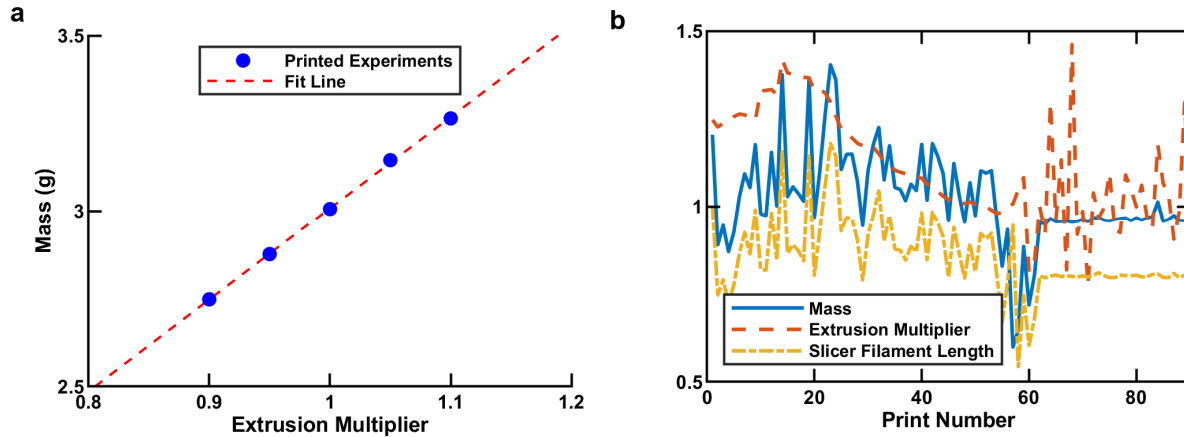 a
3.5
3
2.5
Mass (g)
0.8
0.9
1
1.1
1.2
Extrusion Multiplier
Printed Experiments
Fit Line
b
1.5
1
0.5
0
20
40
60
80
Print Number
Mass
Extrusion Multiplier
Slicer Filament Length